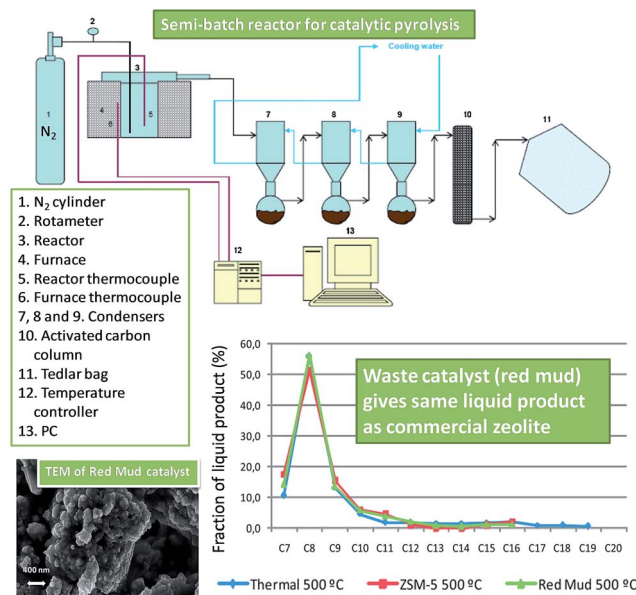 Semi-batch reactor for catalytic pyrolysis
Cooling water
1
N2
2
3
4
5
6
7
8
9
10
11
12
13
1. N2 cylinder
2. Rotameter
3. Reactor
4. Furnace
5. Reactor thermocouple
6. Furnace thermocouple
7, 8 and 9. Condensers
10. Activated carbon
column
11. Tedlar bag
12. Temperature
controller
13. PC
TEM of Red Mud catalyst
400 nm
Fraction of liquid product (%)
60,0
50,0
40,0
30,0
20,0
10,0
0,0
Waste catalyst (red mud)
gives same liquid product
as commercial zeolite
C7 C8 C9 C10 C11 C12 C13 C14 C15 C16 C17 C18 C19 C20
Thermal 500 ºC ZSM-5 500 ºC Red Mud 500 ºC